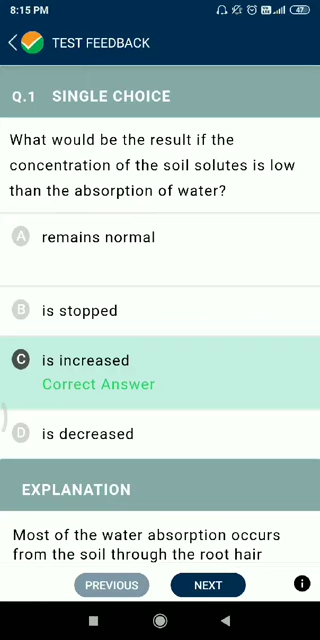 8:15 PM
47
TEST FEEDBACK
Q.1 SINGLE CHOICE
What would be the result if the
concentration of the soil solutes is low
than the absorption of water?
A remains normal
B is stopped
C is increased
Correct Answer
D is decreased
EXPLANATION
Most of the water absorption occurs
from the soil through the root hair
PREVIOUS NEXT